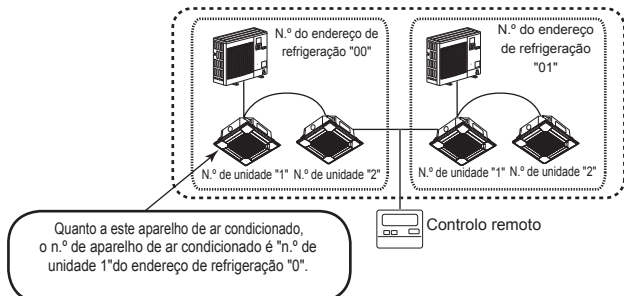 N.º do endereço de
refrigeração "00"
N.º do endereço
de refrigeração
"01"
N.º de unidade "1" N.º de unidade "2"
N.º de unidade "1" N.º de unidade "2"
Controlo remoto
Quanto a este aparelho de ar condicionado,
o n.º de aparelho de ar condicionado é "n.º de
unidade 1"do endereço de refrigeração "0".